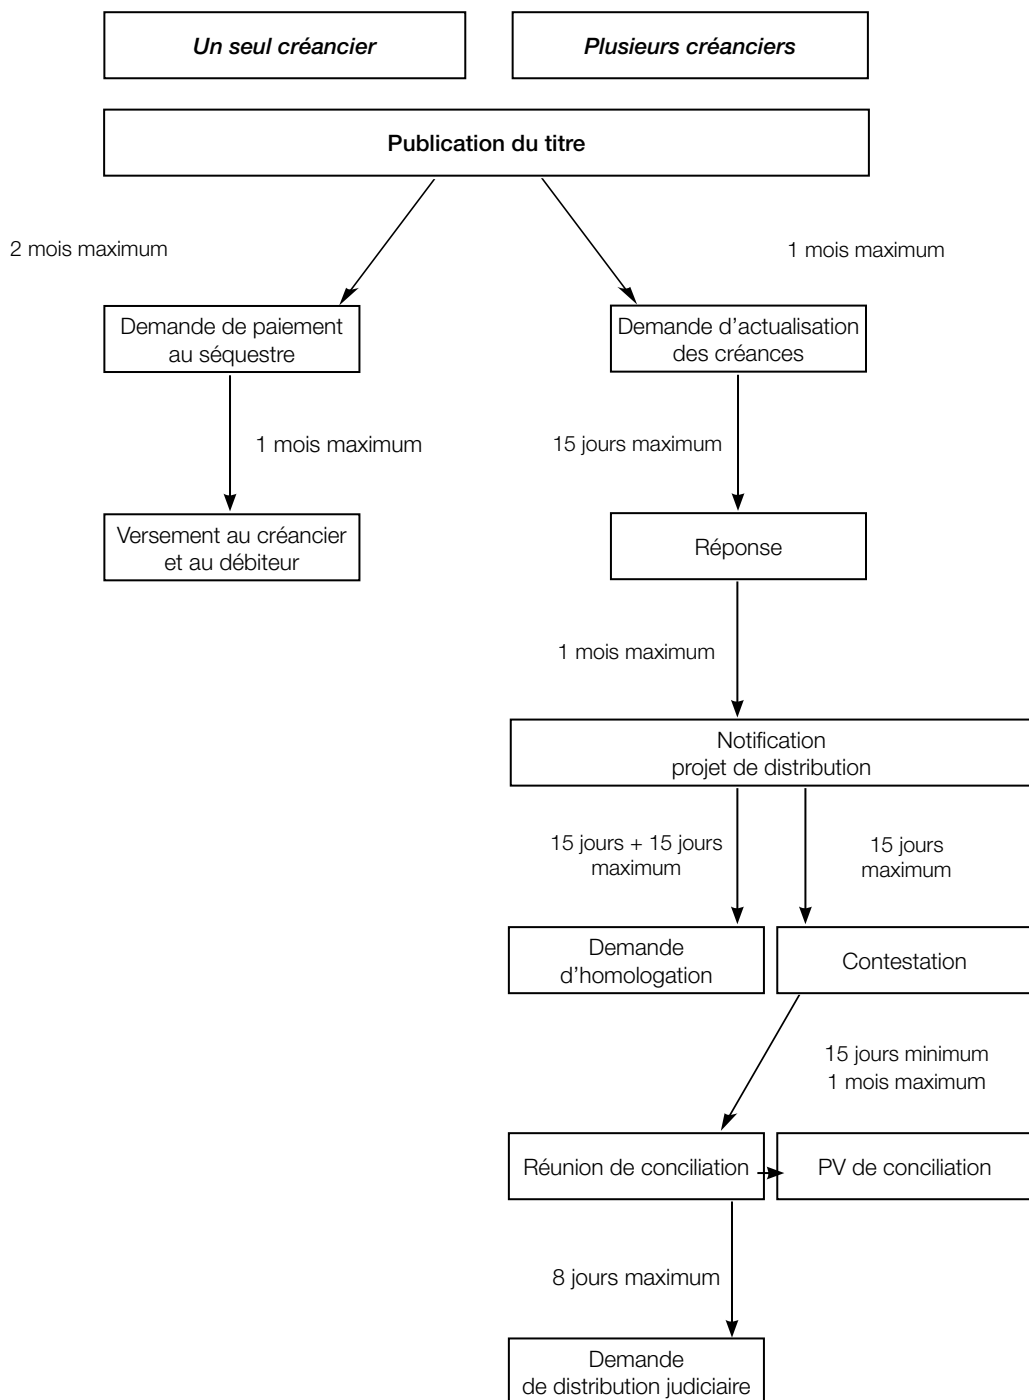 Un seul créancier
Plusieurs créanciers
Publication du titre
2 mois maximum
1 mois maximum
Demande de paiement
au séquestre
Demande d'actualisation
des créances
1 mois maximum
15 jours maximum
Versement au créancier
et au débiteur
Réponse
1 mois maximum
Notification
projet de distribution
15 jours + 15 jours
maximum
15 jours
maximum
Demande
d'homologation
Contestation
15 jours minimum
1 mois maximum
Réunion de conciliation
PV de conciliation
8 jours maximum
Demande
de distribution judiciaire